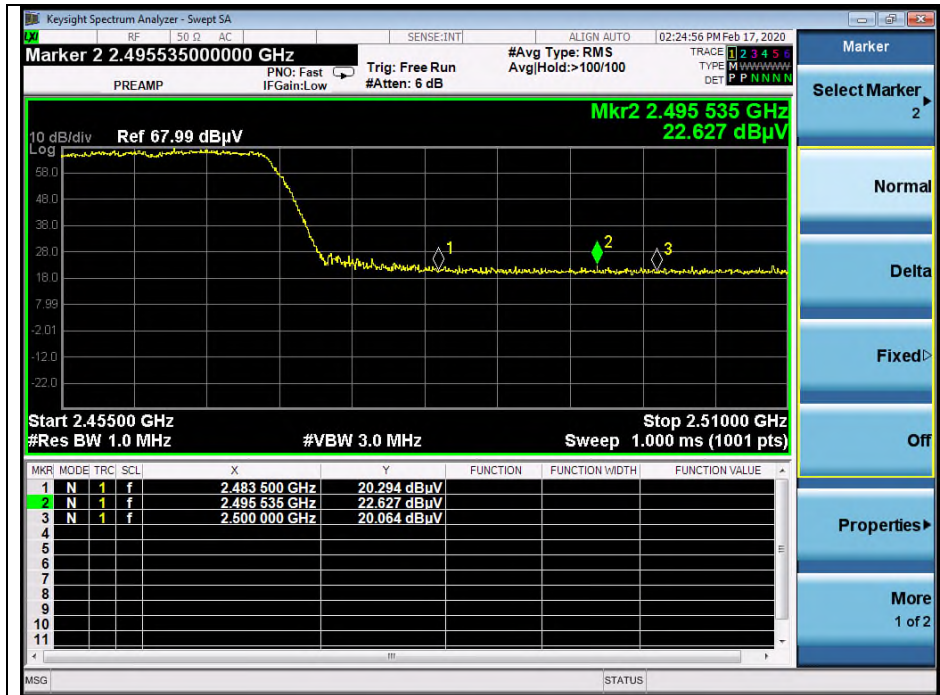 Keysight Spectrum Analyzer - Swept SA
LXI RF 50 Ω AC SENSE:INT ALIGN AUTO 02:24:56 PM Feb 17, 2020
Marker 2 2.495535000000 GHz
PREAMP
PNO: Fast
IFGain:Low
Trig: Free Run
#Atten: 6 dB
#Avg Type: RMS
Avg|Hold:>100/100
TRACE 1 2 3 4 5 6
TYPE M WWWWW
DET P P N N N N
Mkr2 2.495 535 GHz
22.627 dBµV
10 dB/div Ref 67.99 dBµV
Log
58.0
48.0
38.0
28.0
18.0
7.99
-2.01
-12.0
-22.0
1
2
3
Start 2.45500 GHz Stop 2.51000 GHz
#Res BW 1.0 MHz #VBW 3.0 MHz Sweep 1.000 ms (1001 pts)
MKR MODE TRC SCL X Y FUNCTION FUNCTION WIDTH FUNCTION VALUE
1 N 1 f 2.483 500 GHz 20.294 dBµV
2 N 1 f 2.495 535 GHz 22.627 dBµV
3 N 1 f 2.500 000 GHz 20.064 dBµV
4
5
6
7
8
9
10
11
MSG STATUS
Marker
Select Marker
2
Normal
Delta
Fixed
Off
Properties
More
1 of 2